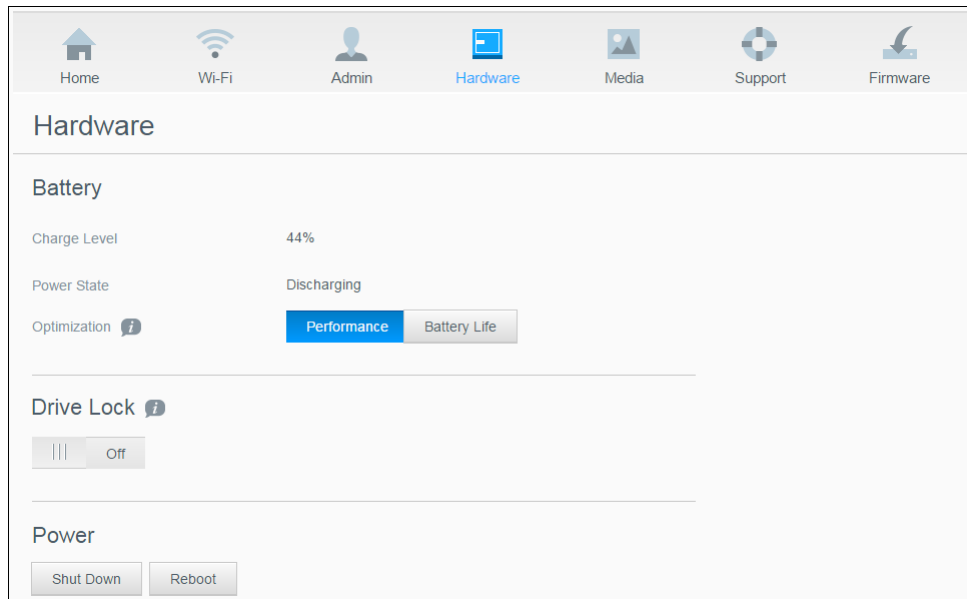 Home Wi-Fi Admin Hardware Media Support Firmware
Hardware
Battery
Charge Level 44%
Power State Discharging
Optimization i Performance Battery Life
Drive Lock i
Off
Power
Shut Down Reboot